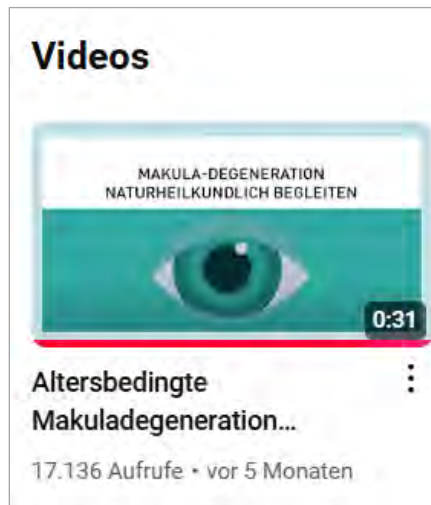 Videos
MAKULA-DEGENERATION
NATURHEILKUNDLICH BEGLEITEN
0:31
Altersbedingte
Makuladegeneration...
17.136 Aufrufe • vor 5 Monaten